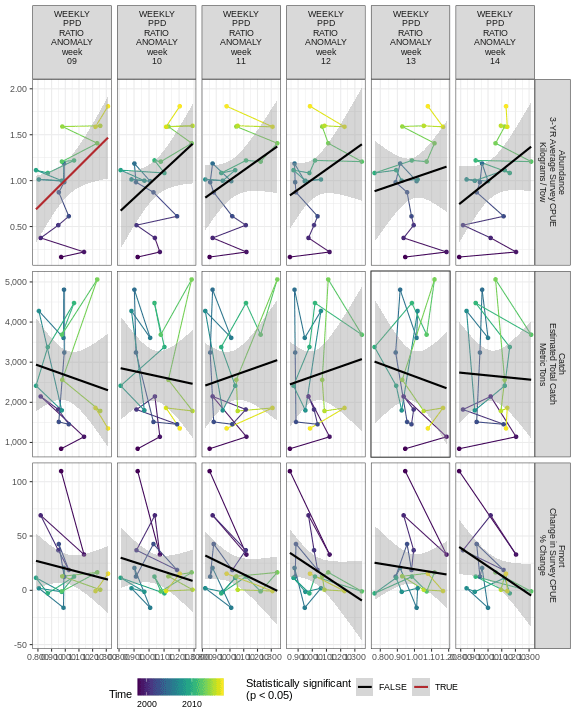 WEEKLY
PPD
RATIO
ANOMALY
week
09
WEEKLY
PPD
RATIO
ANOMALY
week
10
WEEKLY
PPD
RATIO
ANOMALY
week
11
WEEKLY
PPD
RATIO
ANOMALY
week
12
WEEKLY
PPD
RATIO
ANOMALY
week
13
WEEKLY
PPD
RATIO
ANOMALY
week
14
2.00
1.50
1.00
0.50
Abundance
3-YR Average Survey CPUE
Kilograms / Tow
5,000
4,000
3,000
2,000
1,000
Catch
Estimated Total Catch
Metric Tons
100
50
0
-50
Fmort
Change in Survey CPUE
% Change
Time
2000 2010
Statistically significant
(p < 0.05)
FALSE
TRUE